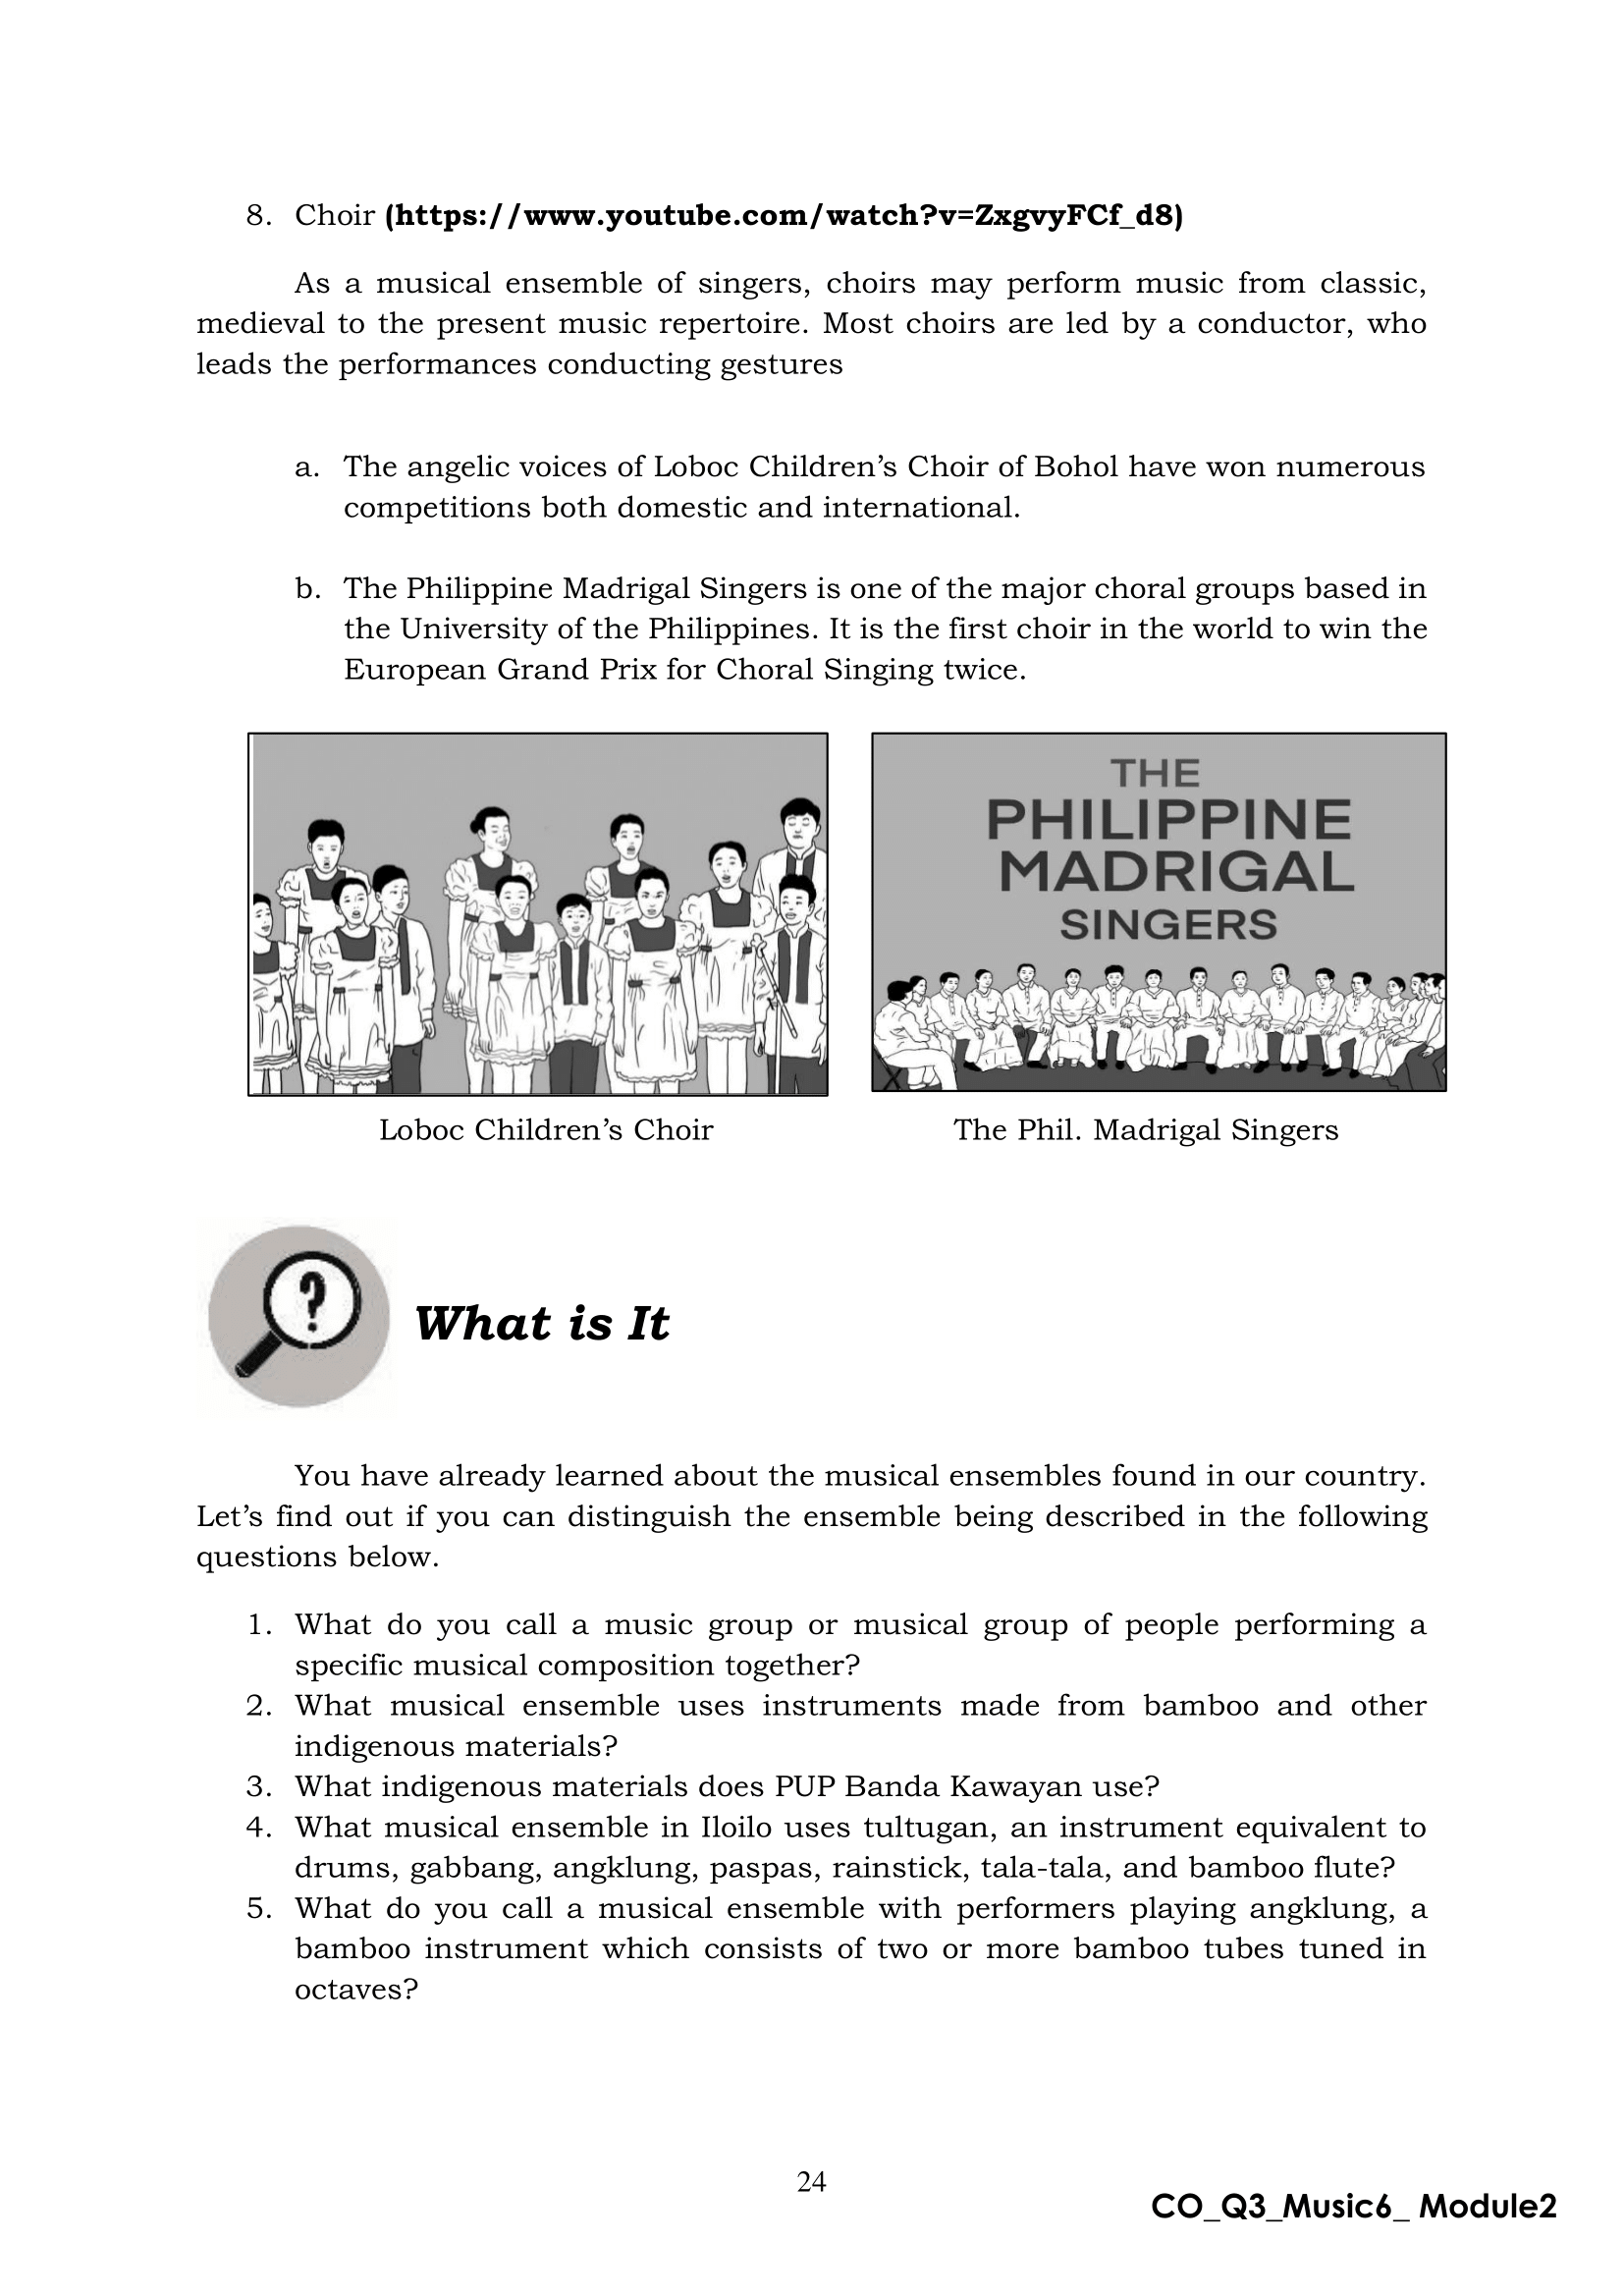 8. Choir (https://www.youtube.com/watch?v=ZxgvyFCf_d8)
As a musical ensemble of singers, choirs may perform music from classic,
medieval to the present music repertoire. Most choirs are led by a conductor, who
leads the performances conducting gestures
a. The angelic voices of Loboc Children’s Choir of Bohol have won numerous
competitions both domestic and international.
b. The Philippine Madrigal Singers is one of the major choral groups based in
the University of the Philippines. It is the first choir in the world to win the
European Grand Prix for Choral Singing twice.
THE
PHILIPPINE
MADRIGAL
SINGERS
Loboc Children’s Choir
The Phil. Madrigal Singers
?
What is It
You have already learned about the musical ensembles found in our country.
Let’s find out if you can distinguish the ensemble being described in the following
questions below.
1. What do you call a music group or musical group of people performing a
specific musical composition together?
2. What musical ensemble uses instruments made from bamboo and other
indigenous materials?
3. What indigenous materials does PUP Banda Kawayan use?
4. What musical ensemble in Iloilo uses tultugan, an instrument equivalent to
drums, gabbang, angklung, paspas, rainstick, tala-tala, and bamboo flute?
5. What do you call a musical ensemble with performers playing angklung, a
bamboo instrument which consists of two or more bamboo tubes tuned in
octaves?
24
CO_Q3_Music6_ Module2